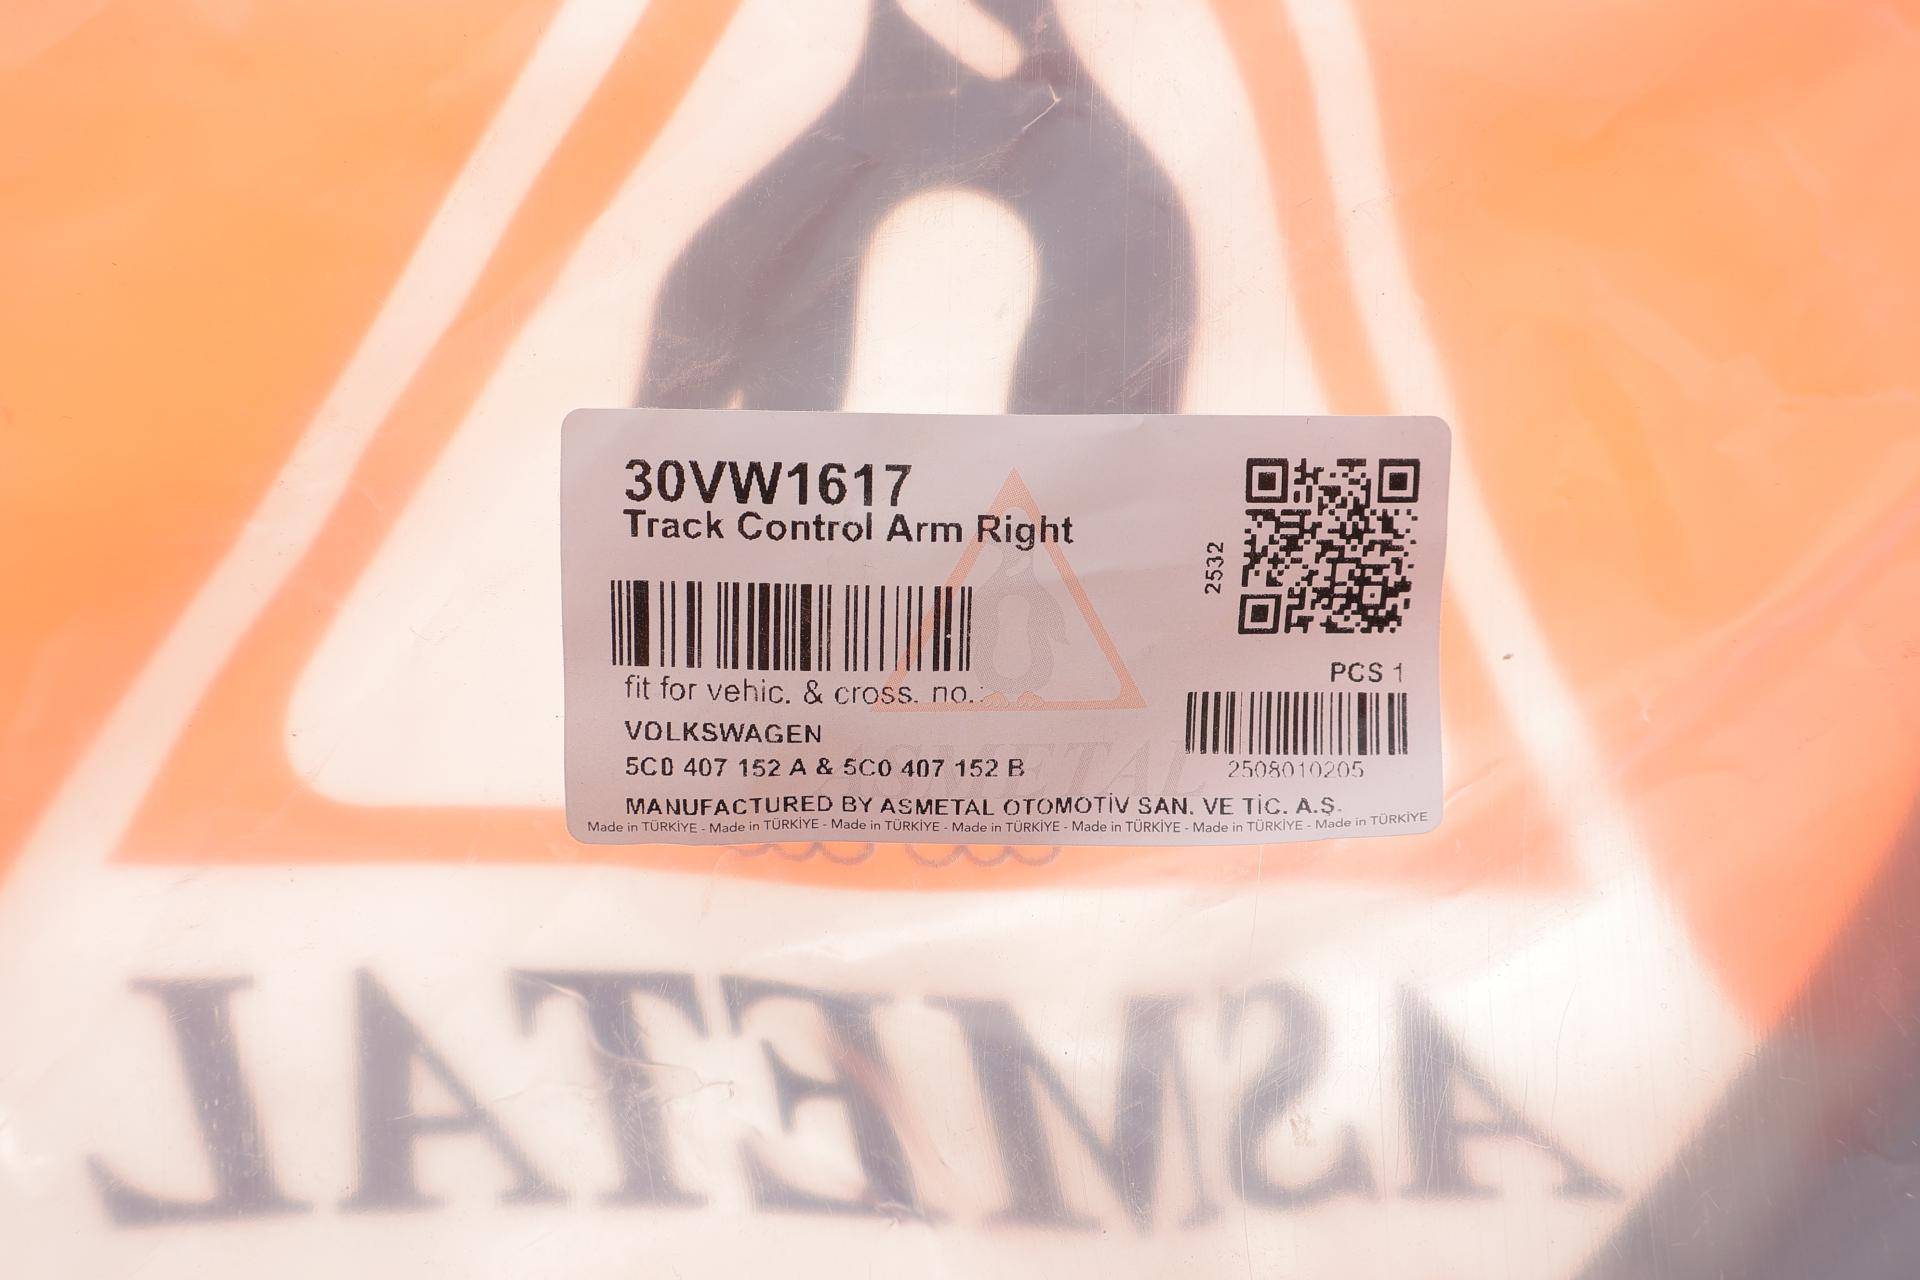 30VW1617
Track Control Arm Right
2532
fit for vehic. & cross. no.:
PCS 1
VOLKSWAGEN
5C0 407 152 A & 5C0 407 152 B
2508010205
ASMETAL
MANUFACTURED BY ASMETAL OTOMOTİV SAN. VE TİC. A.Ş.
Made in TÜRKİYE - Made in TÜRKİYE - Made in TÜRKİYE - Made in TÜRKİYE - Made in TÜRKİYE - Made in TÜRKİYE - Made in TÜRKİYE
ASMETAL